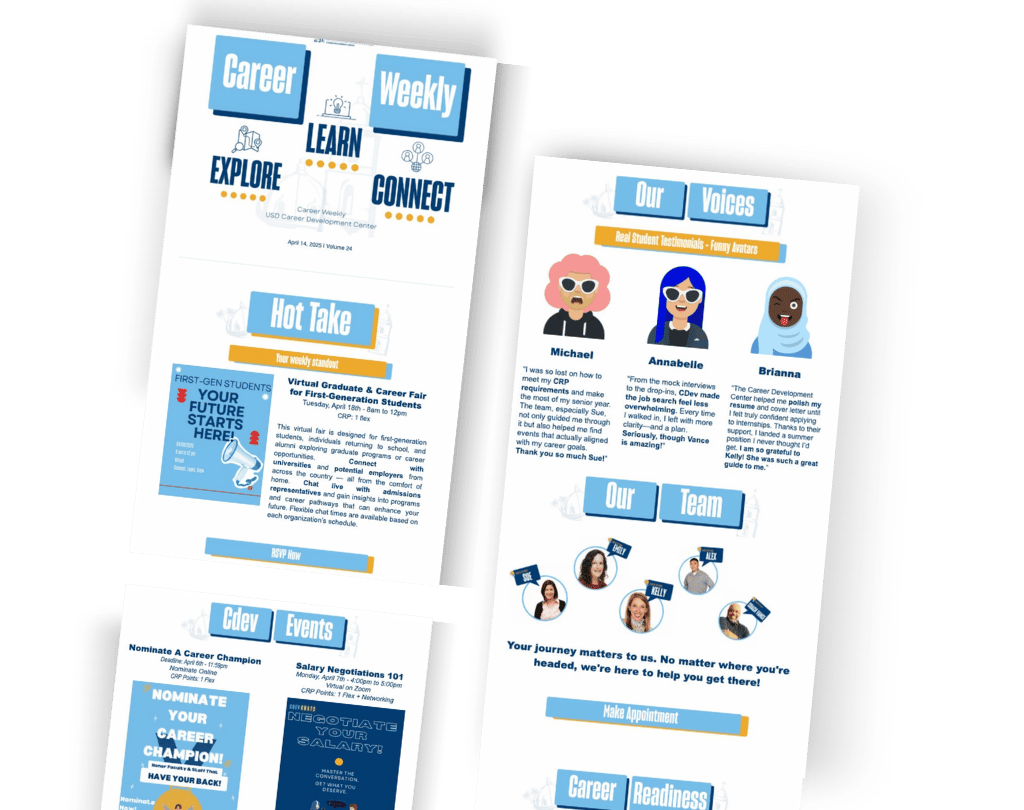 Career
Weekly
LEARN
EXPLORE
CONNECT
Career Weekly
USD Career Development Center
April 14, 2025 I Volume 24
Hot Take
Your weekly standout
FIRST-GEN STUDENTS
YOUR
FUTURE
STARTS
HERE!
Virtual Graduate & Career Fair
for First-Generation Students
Tuesday, April 18th - 8am to 12pm
CRP: 1 flex
This virtual fair is designed for first-generation
students, individuals returning to school, and
alumni exploring graduate programs or career
opportunities. Connect with
universities and potential employers from
across the country — all from the comfort of
home. Chat live with admissions
representatives and gain insights into programs
and career pathways that can enhance your
future. Flexible chat times are available based on
each organization's schedule.
RSVP Now
Cdev
Events
Nominate A Career Champion
Deadline: April 6th - 11:59pm
Nominate Online
CRP Points: 1 Flex
NOMINATE
YOUR
CAREER
CHAMPION!
Honor Faculty & Staff That
HAVE YOUR BACK!
Nominate
Now!
Salary Negotiations 101
Monday, April 7th - 4:00pm to 5:00pm
Virtual on Zoom
CRP Points: 1 Flex + Networking
NEGOTIATE
YOUR
SALARY!
MASTER THE
CONVERSATION.
GET WHAT YOU
DESERVE.
Our
Voices
Real Student Testimonials - Funny Avatars
Michael
"I was so lost on how to
meet my CRP
requirements and make
the most of my senior year.
The team, especially Sue,
not only guided me through
it but also helped me find
events that actually aligned
with my career goals.
Thank you so much Sue!"
Annabelle
"From the mock interviews
to the drop-ins, CDev made
the job search feel less
overwhelming. Every time
I walked in, I left with more
clarity—and a plan.
Seriously, though Vance
is amazing!"
Brianna
"The Career Development
Center helped me polish my
resume and cover letter until
I felt truly confident applying
to Internships. Thanks to their
support, I landed a summer
position I never thought I'd
get. I am so grateful to
Kelly! She was such a great
guide to me."
Our
Team
SUE
EMILY
KELLY
ALEX
Your journey matters to us. No matter where you're
headed, we're here to help you get there!
Make Appointment
Career
Readiness